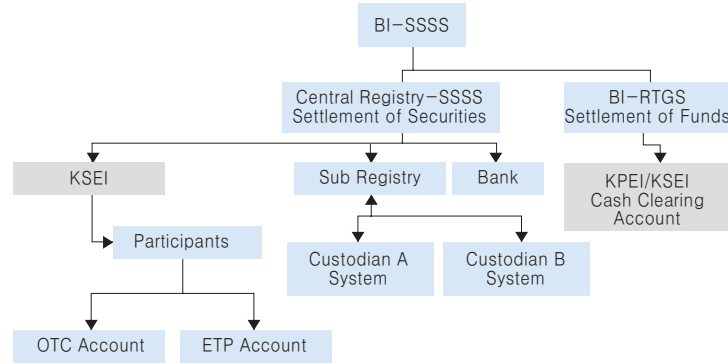 BI-SSSS
Central Registry-SSSS
Settlement of Securities
BI-RTGS
Settlement of Funds
KSEI
Sub Registry
Bank
KPEI/KSEI
Cash Clearing
Account
Participants
Custodian A
System
Custodian B
System
OTC Account
ETP Account